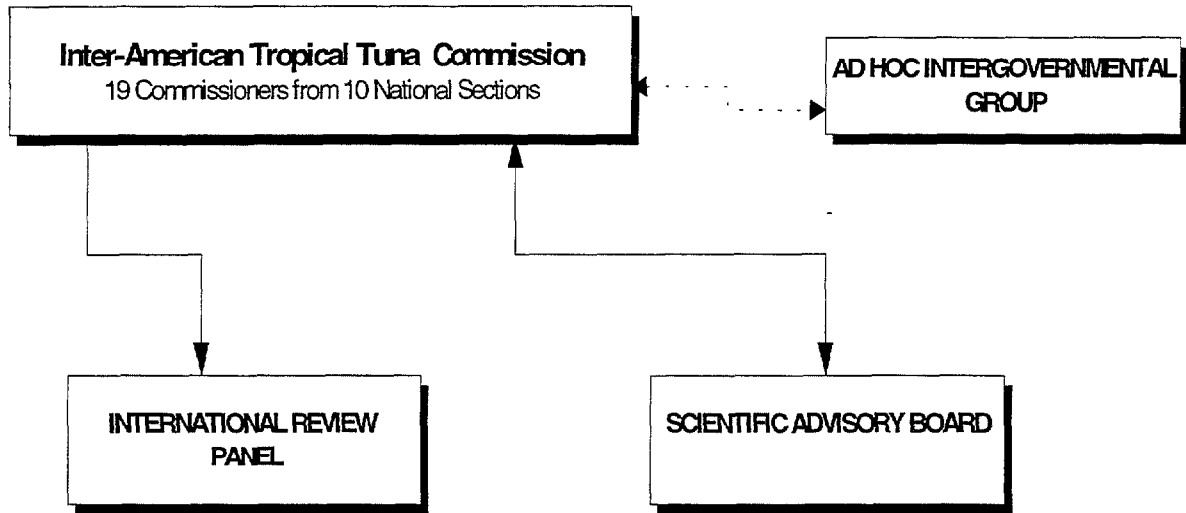 Inter-American Tropical Tuna Commission
19 Commissioners from 10 National Sections
AD HOC INTERGOVERNMENTAL
GROUP
INTERNATIONAL REVIEW
PANEL
SCIENTIFIC ADVISORY BOARD